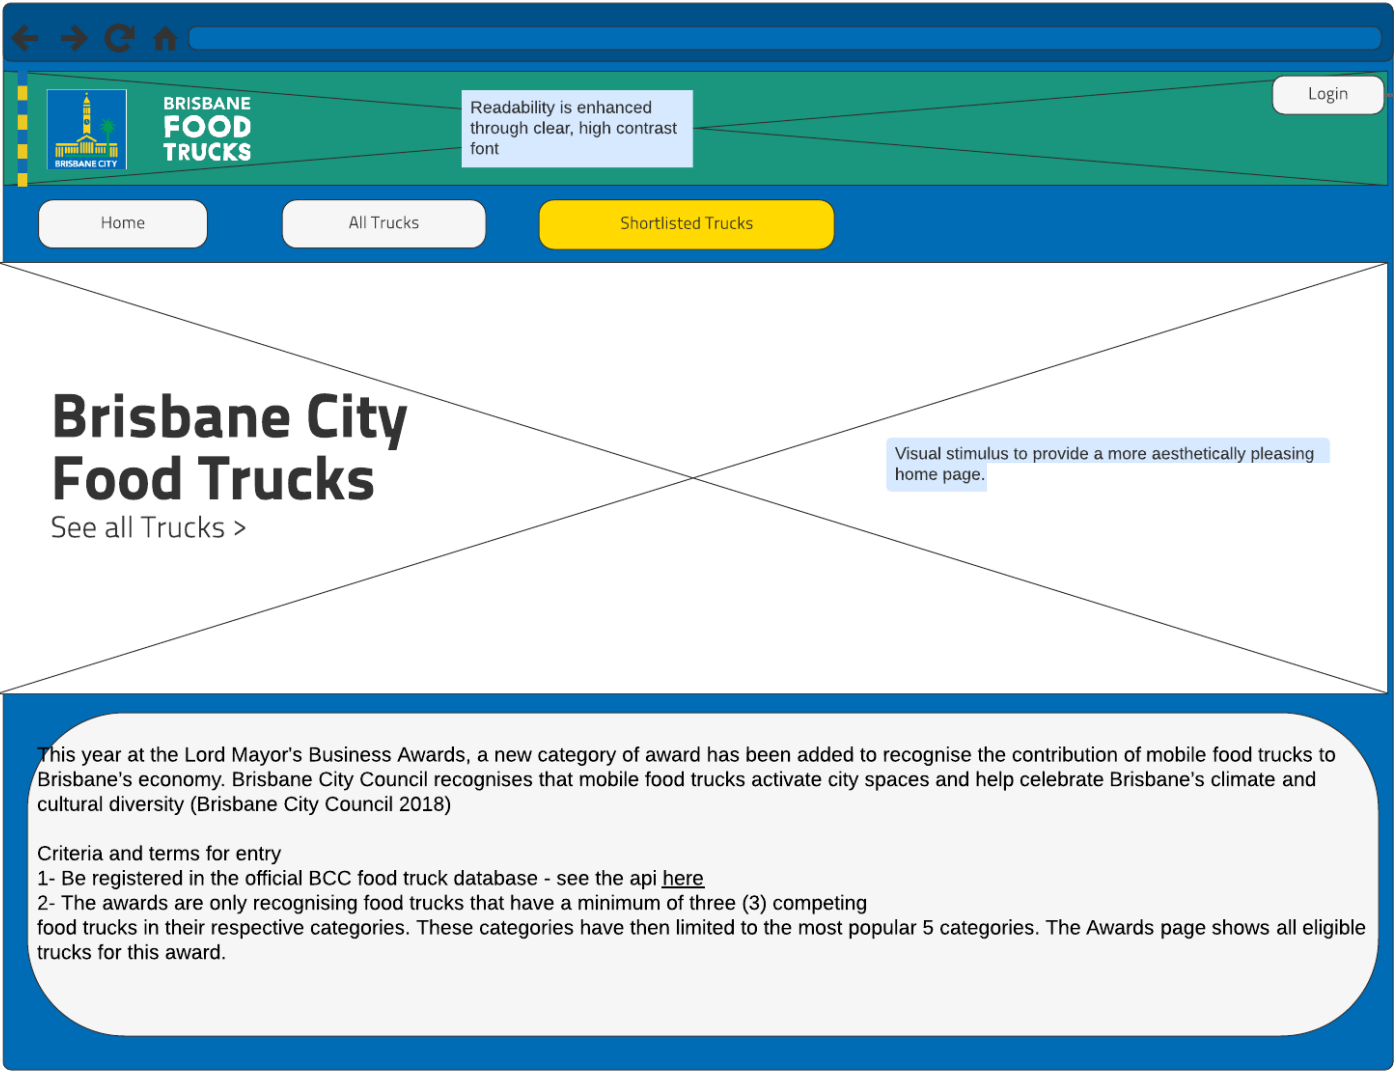 BRISBANE CITY
BRISBANE
FOOD
TRUCKS
Readability is enhanced
through clear, high contrast
font
Login
Home
All Trucks
Shortlisted Trucks
Brisbane City
Food Trucks
See all Trucks >
Visual stimulus to provide a more aesthetically pleasing
home page.
This year at the Lord Mayor's Business Awards, a new category of award has been added to recognise the contribution of mobile food trucks to
Brisbane's economy. Brisbane City Council recognises that mobile food trucks activate city spaces and help celebrate Brisbane's climate and
cultural diversity (Brisbane City Council 2018)
Criteria and terms for entry
1- Be registered in the official BCC food truck database - see the api here
2- The awards are only recognising food trucks that have a minimum of three (3) competing
food trucks in their respective categories. These categories have then limited to the most popular 5 categories. The Awards page shows all eligible
trucks for this award.